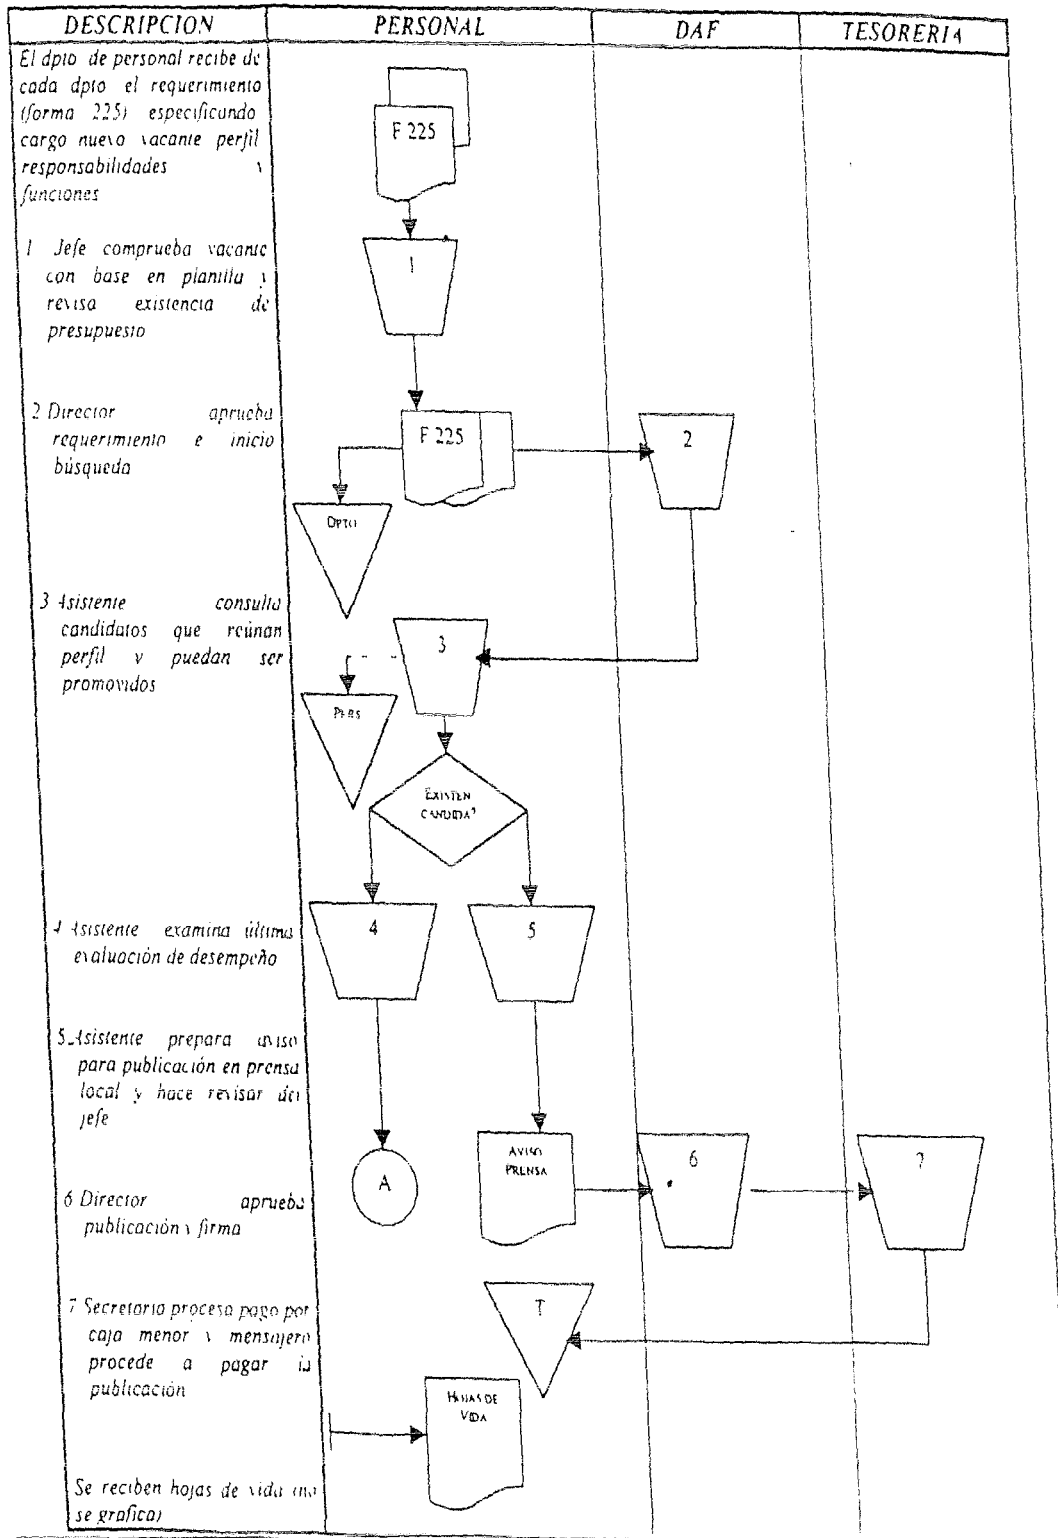 DESCRIPCION PERSONAL DAF TESORERIA
El dpto de personal recibe de
cada dpto el requerimiento
(forma 225) especificando
cargo nuevo vacante perfil
responsabilidades y
funciones
F 225
1 Jefe comprueba vacante
con base en planilla y
revisa existencia de
presupuesto
1
2 Director aprueba
requerimiento e inicio
búsqueda
F 225
2
DPTO
3 Asistente consulta
candidatos que reúnan
perfil y puedan ser
promovidos
3
PERS
EXISTEN
CANDIDA?
4 Asistente examina última
evaluación de desempeño
4
5
5 Asistente prepara aviso
para publicación en prensa
local y hace revisar del
jefe
A
AVISO
PRENSA
6
7
6 Director aprueba
publicación y firma
7 Secretaria procesa pago por
caja menor y mensajero
procede a pagar la
publicación
T
HOJAS DE
VIDA
Se reciben hojas de vida (no
se grafica)